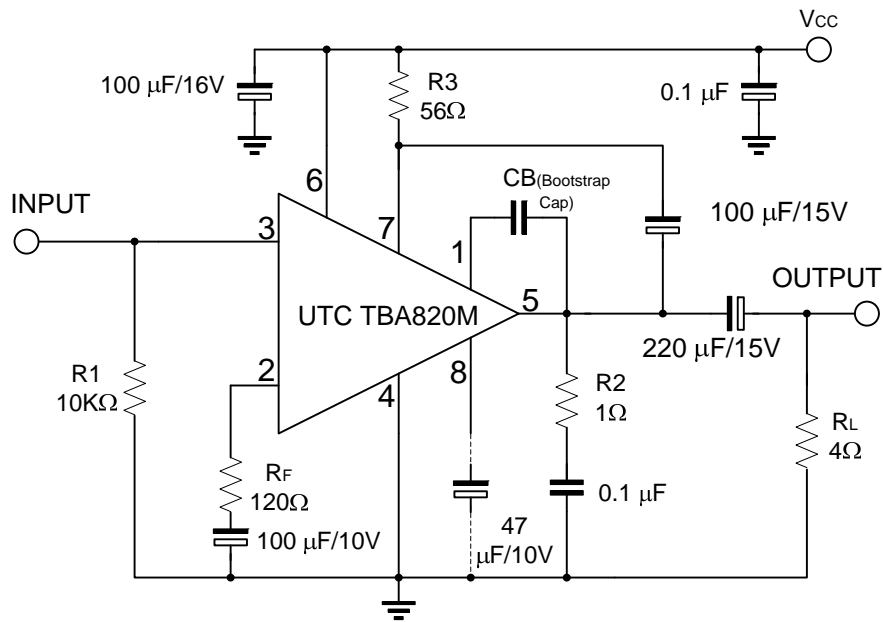 VCC
100 μF/16V
R3
56Ω
0.1 μF
6
7
CB(Bootstrap
Cap)
INPUT
3
1
100 μF/15V
OUTPUT
5
UTC TBA820M
220 μF/15V
R1
10KΩ
2
4
8
R2
1Ω
RL
4Ω
RF
120Ω
100 μF/10V
47
μF/10V
0.1 μF